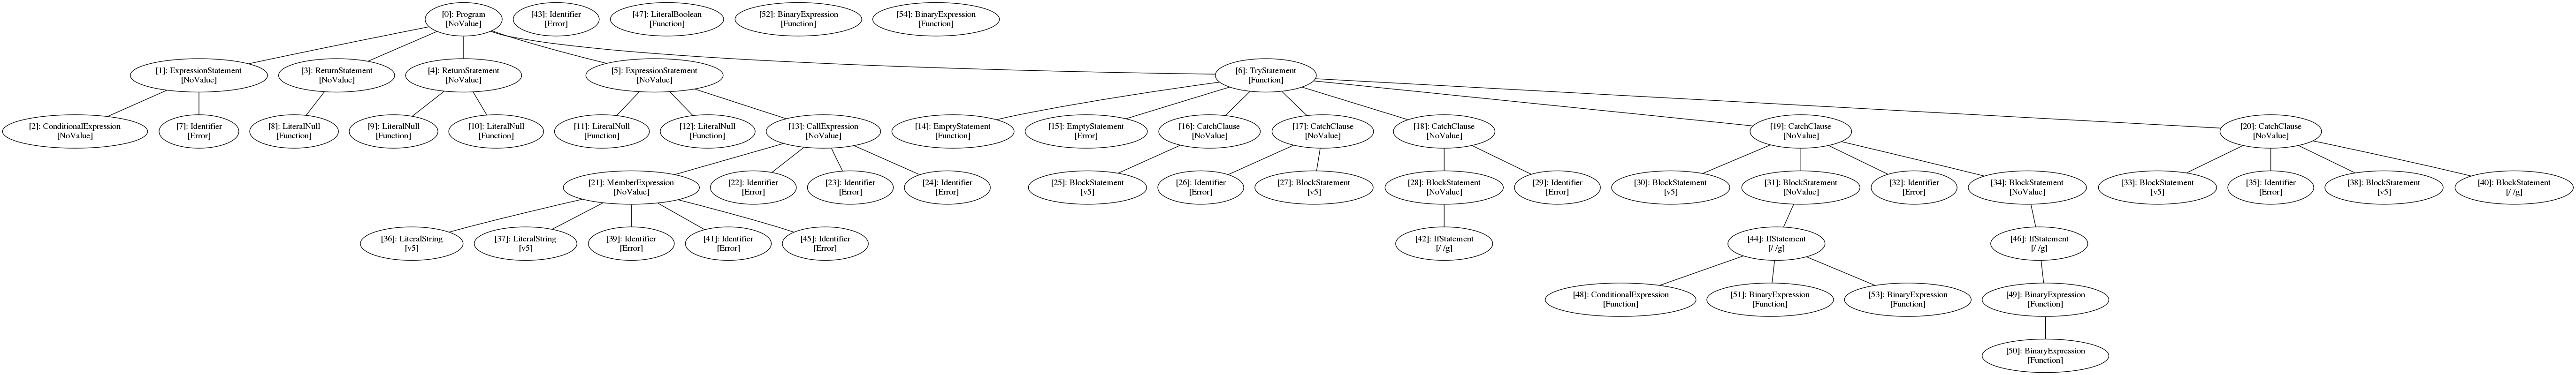 [0]: Program
[NoValue]
[43]: Identifier
[Error]
[47]: LiteralBoolean
[Function]
[52]: BinaryExpression
[Function]
[54]: BinaryExpression
[Function]
[1]: ExpressionStatement
[NoValue]
[3]: ReturnStatement
[NoValue]
[4]: ReturnStatement
[NoValue]
[5]: ExpressionStatement
[NoValue]
[6]: TryStatement
[Function]
[2]: ConditionalExpression
[NoValue]
[7]: Identifier
[Error]
[8]: LiteralNull
[Function]
[9]: LiteralNull
[Function]
[10]: LiteralNull
[Function]
[11]: LiteralNull
[Function]
[12]: LiteralNull
[Function]
[13]: CallExpression
[NoValue]
[14]: EmptyStatement
[Function]
[15]: EmptyStatement
[Error]
[16]: CatchClause
[NoValue]
[17]: CatchClause
[NoValue]
[18]: CatchClause
[NoValue]
[19]: CatchClause
[NoValue]
[20]: CatchClause
[NoValue]
[21]: MemberExpression
[NoValue]
[22]: Identifier
[Error]
[23]: Identifier
[Error]
[24]: Identifier
[Error]
[25]: BlockStatement
[v5]
[26]: Identifier
[Error]
[27]: BlockStatement
[v5]
[28]: BlockStatement
[NoValue]
[29]: Identifier
[Error]
[30]: BlockStatement
[v5]
[31]: BlockStatement
[NoValue]
[32]: Identifier
[Error]
[34]: BlockStatement
[NoValue]
[33]: BlockStatement
[v5]
[35]: Identifier
[Error]
[38]: BlockStatement
[v5]
[40]: BlockStatement
[/ /g]
[36]: LiteralString
[v5]
[37]: LiteralString
[v5]
[39]: Identifier
[Error]
[41]: Identifier
[Error]
[45]: Identifier
[Error]
[42]: IfStatement
[/ /g]
[44]: IfStatement
[/ /g]
[46]: IfStatement
[/ /g]
[48]: ConditionalExpression
[Function]
[51]: BinaryExpression
[Function]
[53]: BinaryExpression
[Function]
[49]: BinaryExpression
[Function]
[50]: BinaryExpression
[Function]